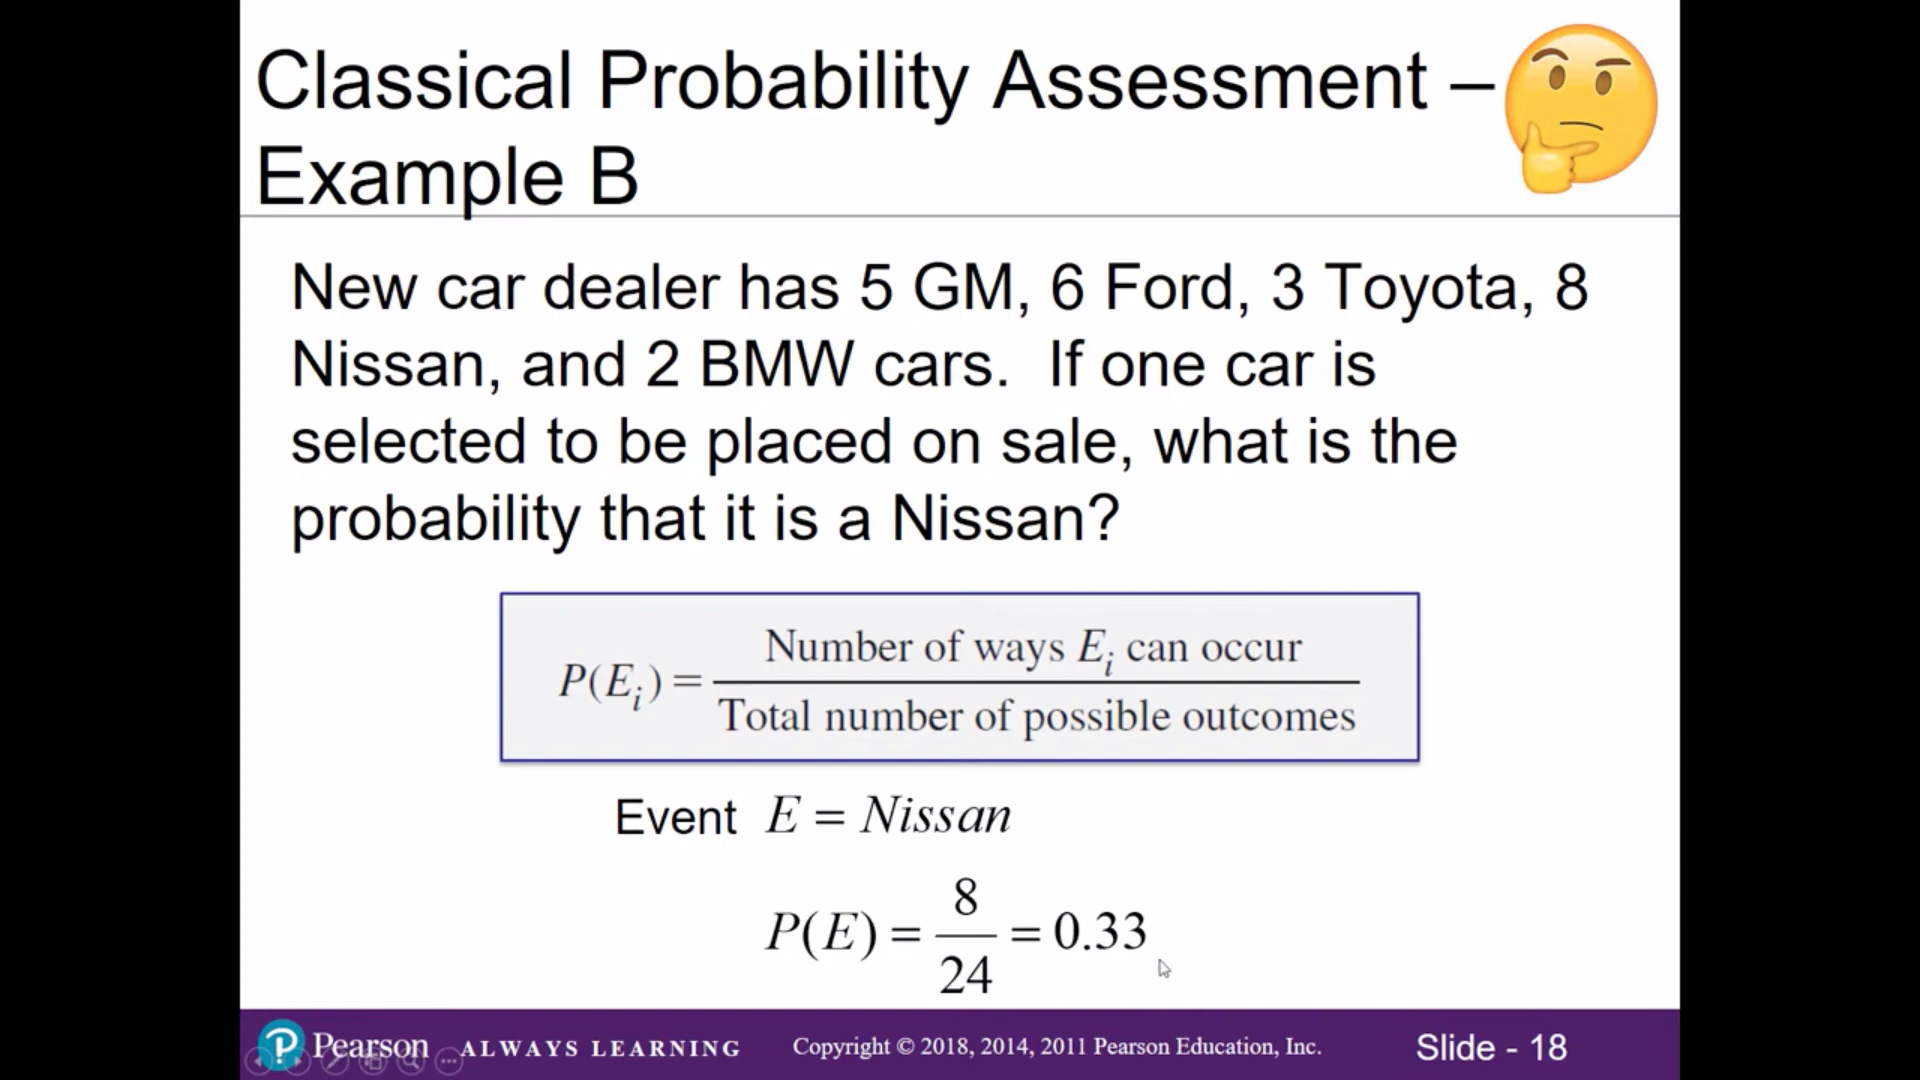 Classical Probability Assessment –
Example B
New car dealer has 5 GM, 6 Ford, 3 Toyota, 8
Nissan, and 2 BMW cars.  If one car is
selected to be placed on sale, what is the
probability that it is a Nissan?
P(E_i) = Number of ways E_i can occur / Total number of possible outcomes
Event E = Nissan
P(E) = 8/24 = 0.33
P Pearson ALWAYS LEARNING Copyright © 2018, 2014, 2011 Pearson Education, Inc. Slide - 18